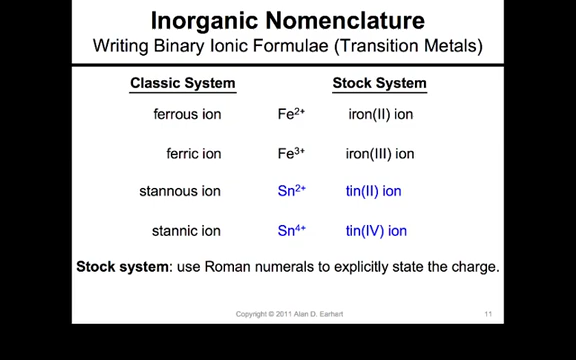 Inorganic Nomenclature
Writing Binary Ionic Formulae (Transition Metals)
Classic System Stock System
ferrous ion Fe²⁺ iron(II) ion
ferric ion Fe³⁺ iron(III) ion
stannous ion Sn²⁺ tin(II) ion
stannic ion Sn⁴⁺ tin(IV) ion
Stock system: use Roman numerals to explicitly state the charge.
Copyright © 2011 Alan D. Earhart 11